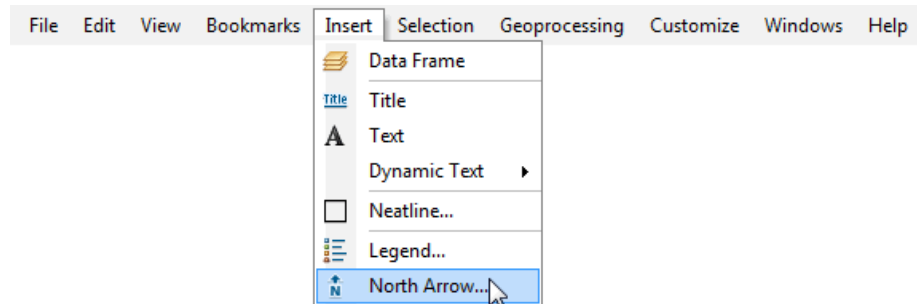 File Edit View Bookmarks Insert Selection Geoprocessing Customize Windows Help
Data Frame
Title Title
A Text
Dynamic Text
Neatline...
Legend...
N North Arrow...